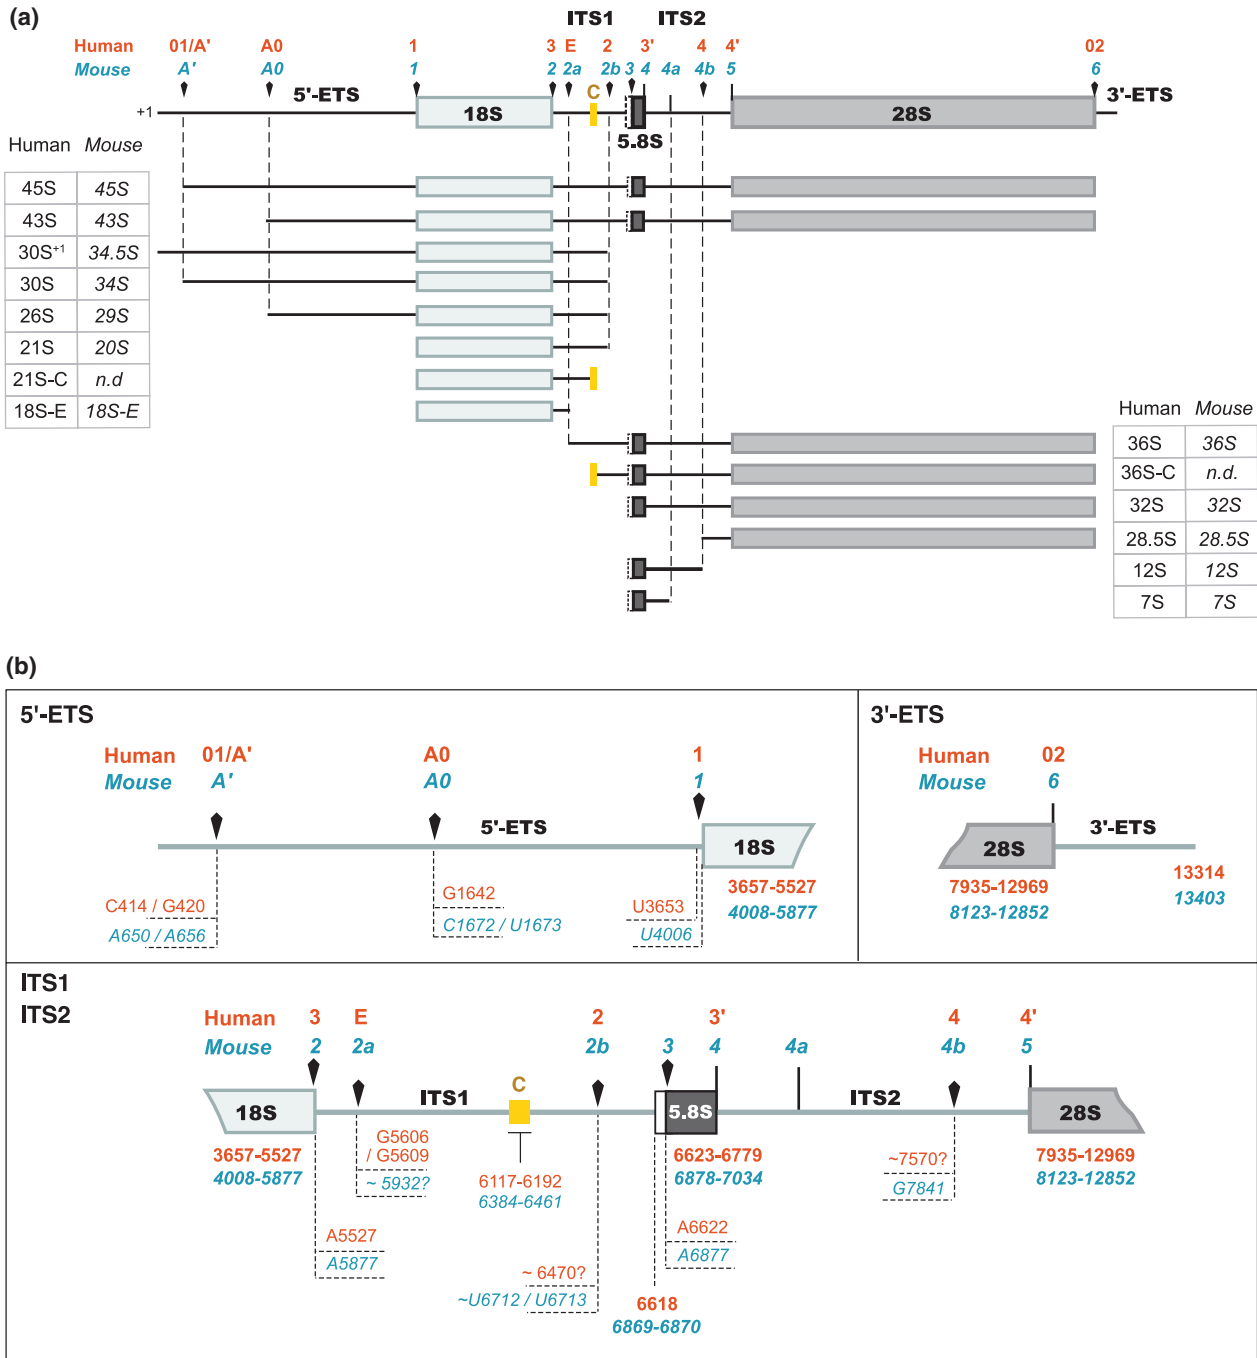 (a)
ITS1 ITS2
Human 01/A' A0 1 3 E 2 3' 4 4' 02
Mouse A' A0 1 2 2a 2b 3 4 4a 4b 5 6
5'-ETS C 3'-ETS
+1 18S 28S
5.8S
Human Mouse
45S 45S
43S 43S
30S+1 34.5S
30S 34S
26S 29S
21S 20S
21S-C n.d
18S-E 18S-E
Human Mouse
36S 36S
36S-C n.d.
32S 32S
28.5S 28.5S
12S 12S
7S 7S
(b)
5'-ETS
Human 01/A' A0 1
Mouse A' A0 1
5'-ETS
18S
C414 / G420
A650 / A656
G1642
C1672 / U1673
U3653
U4006
3657-5527
4008-5877
3'-ETS
Human 02
Mouse 6
3'-ETS
28S
7935-12969
8123-12852
13314
13403
ITS1
ITS2
Human 3 E 2 3' 4 4'
Mouse 2 2a 2b 3 4 4a 4b 5
C
18S ITS1 5.8S ITS2 28S
3657-5527
4008-5877
G5606
/ G5609
~ 5932?
6117-6192
6384-6461
6623-6779
6878-7034
~7570?
G7841
7935-12969
8123-12852
A5527
A5877
~ 6470?
~U6712 / U6713
A6622
A6877
6618
6869-6870